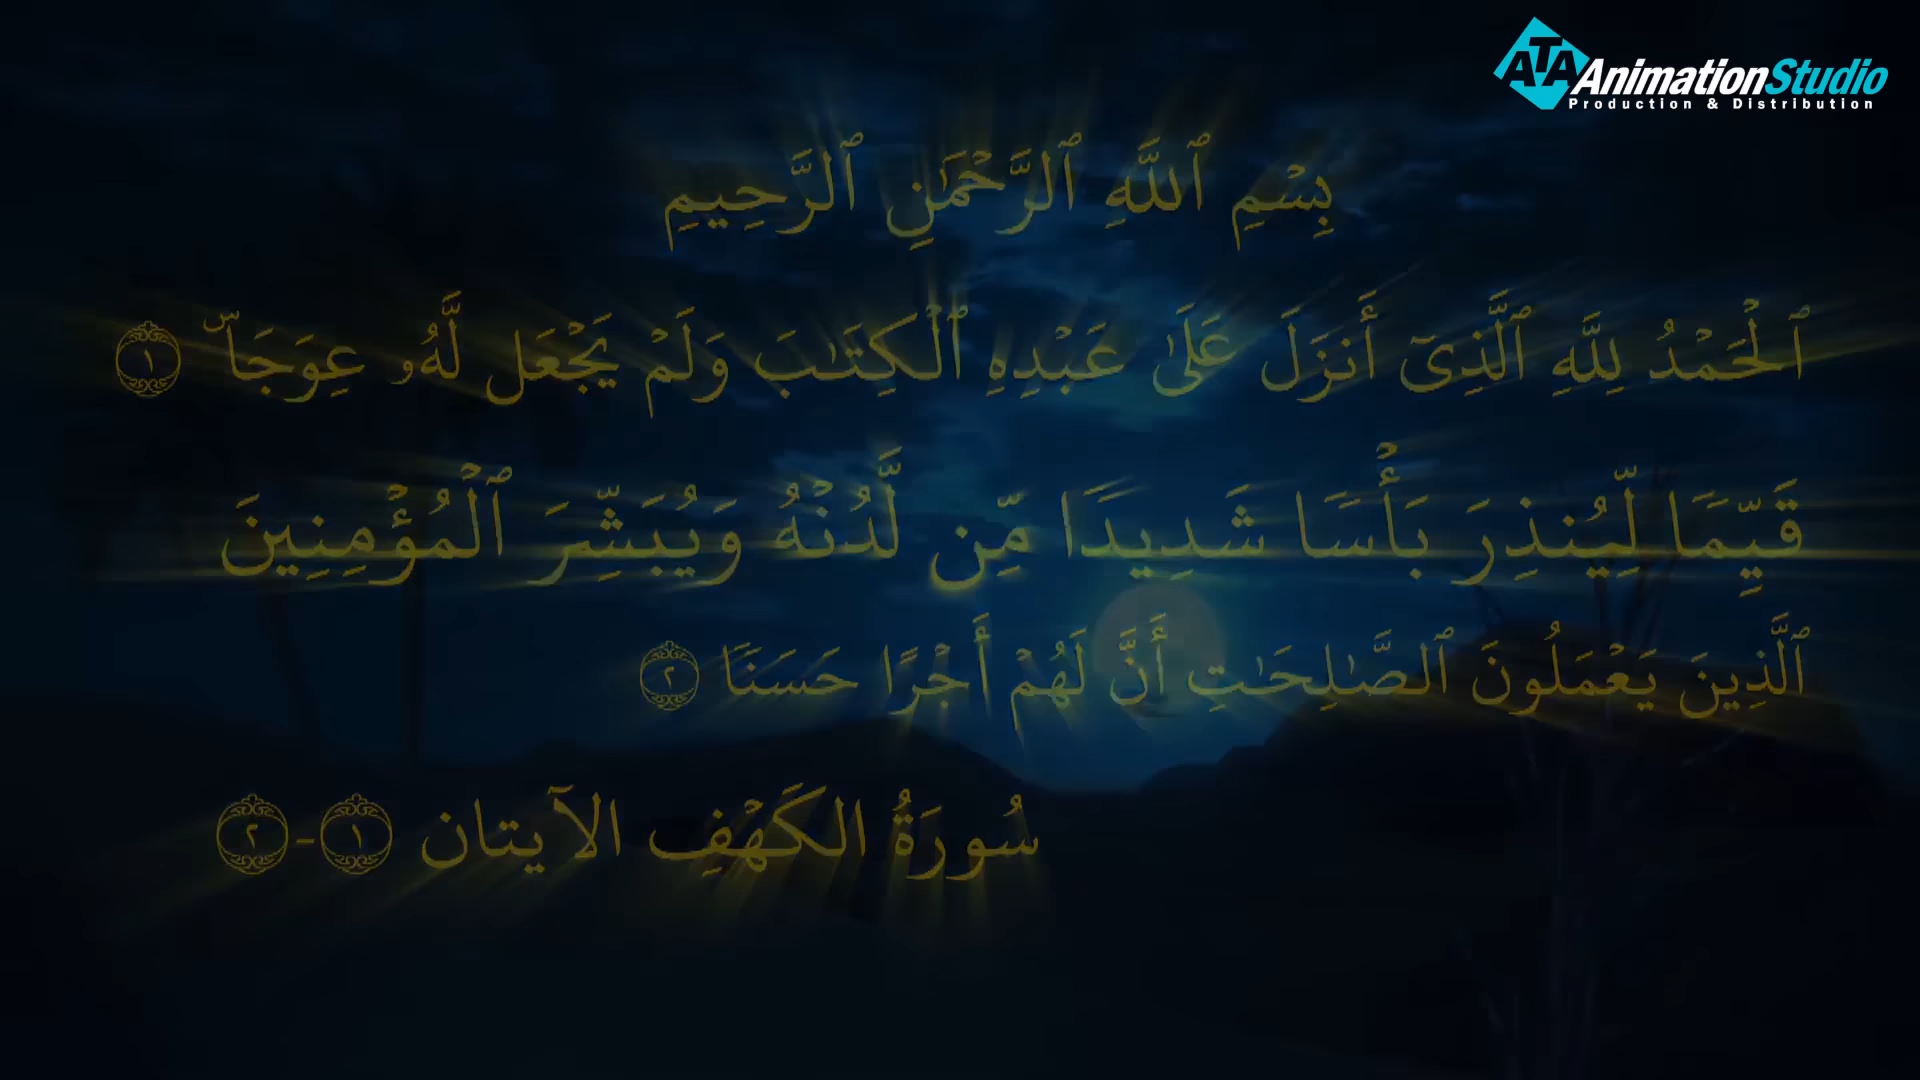 ATA AnimationStudio
Production & Distribution
بِسْمِ ٱللَّهِ ٱلرَّحْمَٰنِ ٱلرَّحِيمِ
ٱلْحَمْدُ لِلَّهِ ٱلَّذِىٓ أَنزَلَ عَلَىٰ عَبْدِهِ ٱلْكِتَٰبَ وَلَمْ يَجْعَل لَّهُۥ عِوَجَاۜ ١
قَيِّمًا لِّيُنذِرَ بَأْسًا شَدِيدًا مِّن لَّدُنْهُ وَيُبَشِّرَ ٱلْمُؤْمِنِينَ
ٱلَّذِينَ يَعْمَلُونَ ٱلصَّٰلِحَٰتِ أَنَّ لَهُمْ أَجْرًا حَسَنًا ٢
سُورَةُ الكَهْفِ الآيتان ١-٢